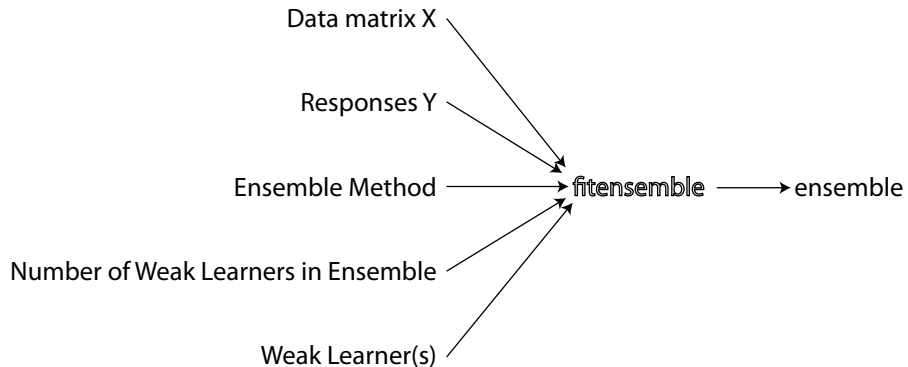 Data matrix X
Responses Y
Ensemble Method
fitensemble
ensemble
Number of Weak Learners in Ensemble
Weak Learner(s)